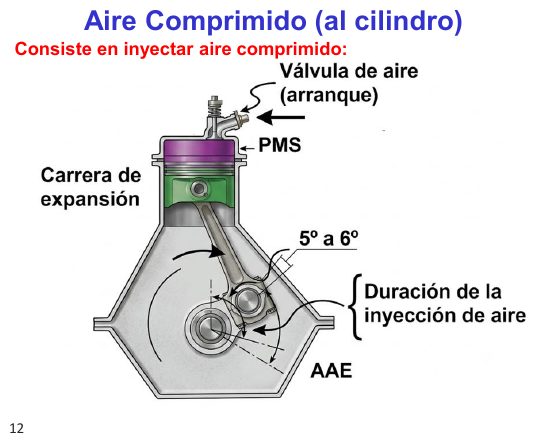 Aire Comprimido (al cilindro)
Consiste en inyectar aire comprimido:
Válvula de aire
(arranque)
PMS
Carrera de
expansión
5º a 6º
Duración de la
inyección de aire
AAE
12